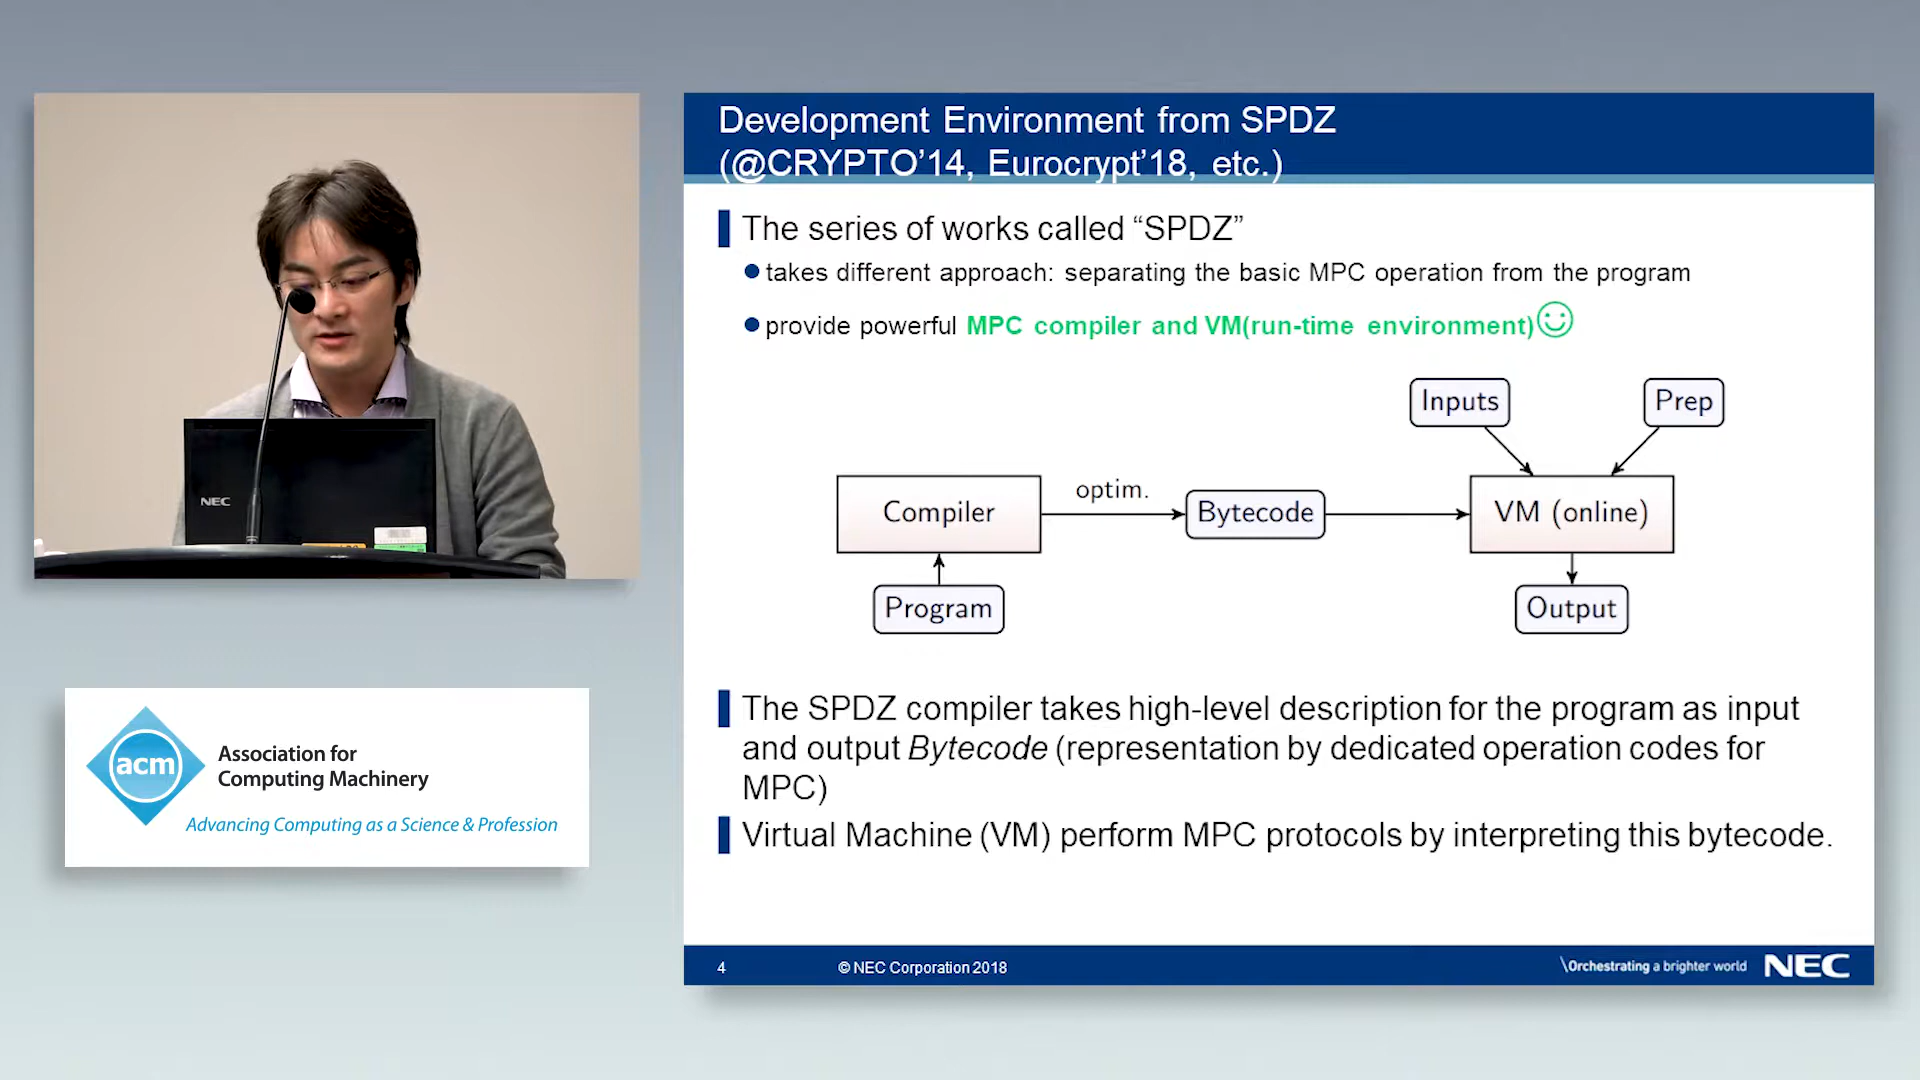 Development Environment from SPDZ
(@CRYPTO’14, Eurocrypt’18, etc.)
The series of works called “SPDZ”
takes different approach: separating the basic MPC operation from the program
provide powerful MPC compiler and VM(run-time environment)
Inputs
Prep
Compiler
optim.
Bytecode
VM (online)
Program
Output
The SPDZ compiler takes high-level description for the program as input
and output Bytecode (representation by dedicated operation codes for
MPC)
Virtual Machine (VM) perform MPC protocols by interpreting this bytecode.
4
© NEC Corporation 2018
\Orchestrating a brighter world
NEC
NEC
acm
Association for
Computing Machinery
Advancing Computing as a Science & Profession